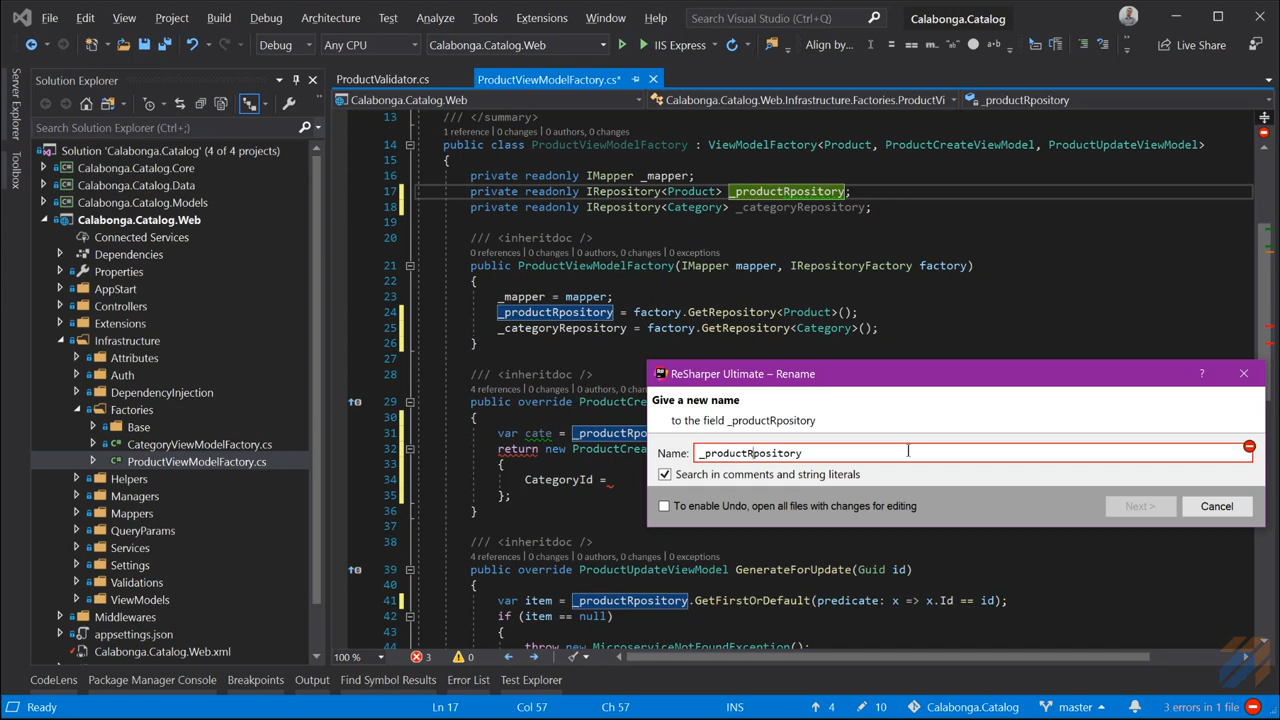 File Edit View Project Build Debug Architecture Test Analyze Tools Extensions Window Help Search Visual Studio (Ctrl+Q) Calabonga.Catalog
Debug Any CPU Calabonga.Catalog.Web IIS Express Align by... Live Share
Server Explorer
Toolbox
Solution Explorer
Search Solution Explorer (Ctrl+;)
Solution 'Calabonga.Catalog' (4 of 4 projects)
Calabonga.Catalog.Core
Calabonga.Catalog.Data
Calabonga.Catalog.Models
Calabonga.Catalog.Web
Connected Services
Dependencies
Properties
AppStart
Controllers
Extensions
Infrastructure
Attributes
Auth
DependencyInjection
Factories
Base
CategoryViewModelFactory.cs
ProductViewModelFactory.cs
Helpers
Managers
Mappers
QueryParams
Services
Settings
Validations
ViewModels
Middlewares
appsettings.json
Calabonga.Catalog.Web.xml
ProductValidator.cs ProductViewModelFactory.cs*
Calabonga.Catalog.Web Calabonga.Catalog.Web.Infrastructure.Factories.ProductVi _productRpository
13 /// </summary>
1 reference | 0 changes | 0 authors, 0 changes
14 public class ProductViewModelFactory : ViewModelFactory<Product, ProductCreateViewModel, ProductUpdateViewModel>
15 {
16 private readonly IMapper _mapper;
17 private readonly IRepository<Product> _productRpository;
18 private readonly IRepository<Category> _categoryRepository;
19
20 /// <inheritdoc />
0 references | 0 changes | 0 authors, 0 changes | 0 exceptions
21 public ProductViewModelFactory(IMapper mapper, IRepositoryFactory factory)
22 {
23 _mapper = mapper;
24 _productRpository = factory.GetRepository<Product>();
25 _categoryRepository = factory.GetRepository<Category>();
26 }
27
28 /// <inheritdoc />
4 references | 0 changes | 0 authors, 0 chan
29 public override ProductCre
30 {
31 var cate = _productRpo
32 return new ProductCrea
33 {
34 CategoryId =
35 };
36 }
37
38 /// <inheritdoc />
4 references | 0 changes | 0 authors, 0 changes | 0 exceptions
39 public override ProductUpdateViewModel GenerateForUpdate(Guid id)
40 {
41 var item = _productRpository.GetFirstOrDefault(predicate: x => x.Id == id);
42 if (item == null)
43 {
44 throw new MicroserviceNotFoundException();
ReSharper Ultimate – Rename
Give a new name
to the field _productRpository
Name: _productRpository
Search in comments and string literals
To enable Undo, open all files with changes for editing
Next > Cancel
100 % 3 0
CodeLens Package Manager Console Breakpoints Output Find Symbol Results Error List Test Explorer
Ready Ln 17 Col 57 Ch 57 INS 4 10 Calabonga.Catalog master 3 errors in 1 file